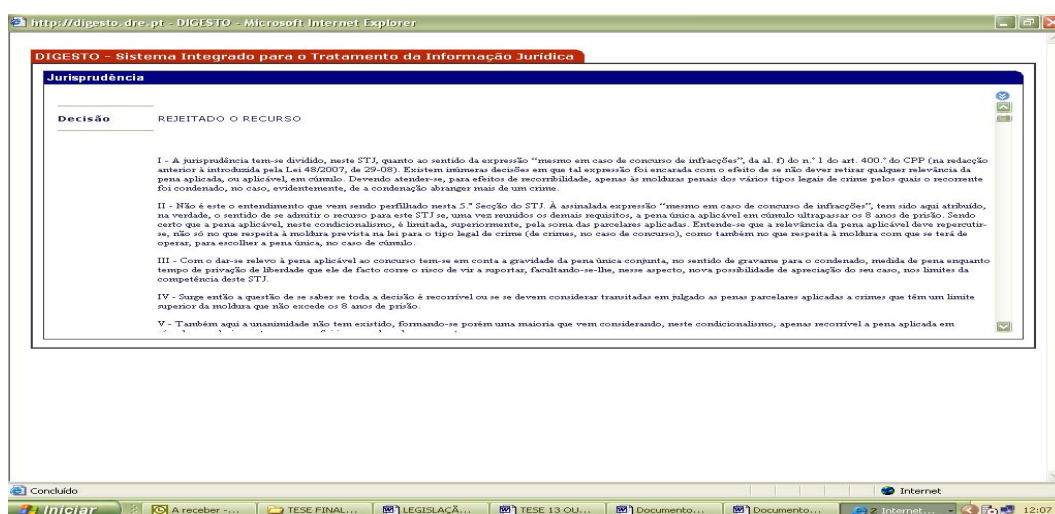 http://digesto.dre.pt - DIGESTO - Microsoft Internet Explorer
DIGESTO - Sistema Integrado para o Tratamento da Informação Jurídica
Jurisprudência
Decisão REJEITADO O RECURSO
I - A jurisprudência tem-se dividido, neste STJ, quanto ao sentido da expressão “mesmo em caso de concurso de infracções”, da al. f) do n.º 1 do art. 400.º do CPP (na redacção
anterior à introduzida pela Lei 48/2007, de 29-08). Existem inúmeras decisões em que tal expressão foi encarada com o efeito de se não dever retirar qualquer relevância da
pena aplicada, ou aplicável, em cúmulo. Devendo atender-se, para efeitos de recorribilidade, apenas às molduras penais dos vários tipos legais de crime pelos quais o recorrente
foi condenado, no caso, evidentemente, de a condenação abranger mais de um crime.
II - Não é este o entendimento que vem sendo perfilhado nesta 5.ª Secção do STJ. À assinalada expressão “mesmo em caso de concurso de infracções”, tem sido aqui atribuído,
na verdade, o sentido de se admitir o recurso para este STJ se, uma vez reunidos os demais requisitos, a pena única aplicável em cúmulo ultrapassar os 8 anos de prisão. Sendo
certo que a pena aplicável, neste condicionalismo, é limitada, superiormente, pela soma das parcelares aplicadas. Entende-se que a relevância da pena aplicável deve repercutir-
se, não só no que respeita à moldura prevista na lei para o tipo legal de crime (de crimes, no caso de concurso), como também no que respeita à moldura com que se terá de
operar, para escolher a pena única, no caso de cúmulo.
III - Com o dar-se relevo à pena aplicável ao concurso tem-se em conta a gravidade da pena única conjunta, no sentido de gravame para o condenado, medida de pena enquanto
tempo de privação de liberdade que ele de facto corre o risco de vir a suportar, facultando-se-lhe, nesse aspecto, nova possibilidade de apreciação do seu caso, nos limites da
competência deste STJ.
IV - Surge então a questão de se saber se toda a decisão é recorrível ou se se devem considerar transitadas em julgado as penas parcelares aplicadas a crimes que têm um limite
superior da moldura que não excede os 8 anos de prisão.
V - Também aqui a unanimidade não tem existido, formando-se porém uma maioria que vem considerando, neste condicionalismo, apenas recorrível a pena aplicada em
Concluído Internet
Iniciar A receber -... TESE FINAL... LEGISLAÇÃ... TESE 13 OU... Documento... Documento... 2 Internet... 12:07